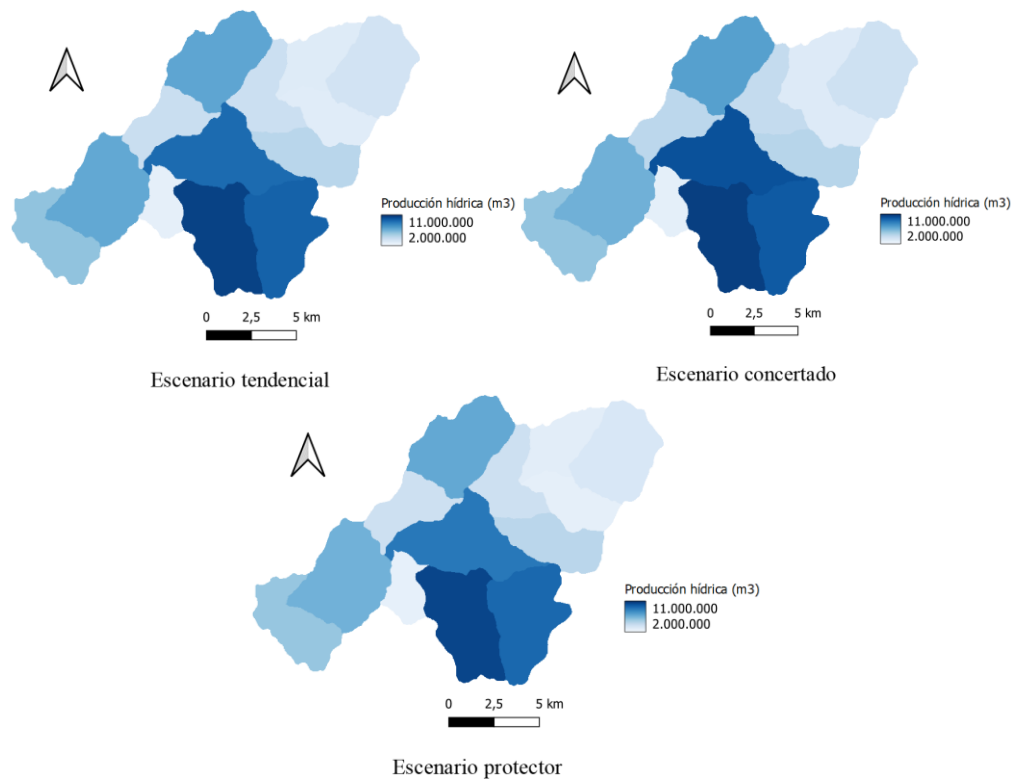 Producción hídrica (m3)
11.000.000
2.000.000
0 2,5 5 km
Escenario tendencial
Producción hídrica (m3)
11.000.000
2.000.000
0 2.5 5 km
Escenario concertado
Producción hídrica (m3)
11.000.000
2.000.000
0 2,5 5 km
Escenario protector